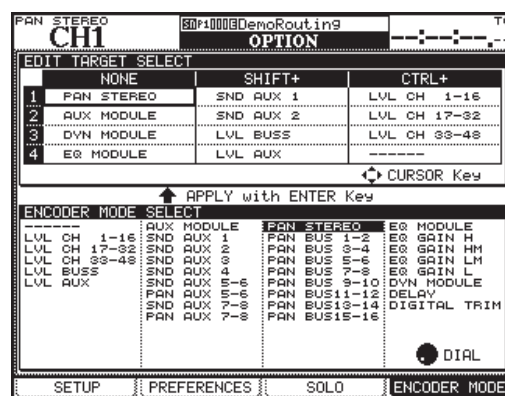 PAN STEREO
CH1
DemoRouting
OPTION
--:--:--.-
EDIT TARGET SELECT
NONE SHIFT+ CTRL+
1 PAN STEREO SND AUX 1 LVL CH 1-16
2 AUX MODULE SND AUX 2 LVL CH 17-32
3 DYN MODULE LVL BUSS LVL CH 33-48
4 EQ MODULE LVL AUX ------
CURSOR Key
APPLY with ENTER Key
ENCODER MODE SELECT
------ AUX MODULE PAN STEREO EQ MODULE
LVL CH 1-16 SND AUX 1 PAN BUS 1-2 EQ GAIN H
LVL CH 17-32 SND AUX 2 PAN BUS 3-4 EQ GAIN HM
LVL CH 33-48 SND AUX 3 PAN BUS 5-6 EQ GAIN LM
LVL BUSS SND AUX 4 PAN BUS 7-8 EQ GAIN L
LVL AUX SND AUX 5-6 PAN BUS 9-10 DYN MODULE
PAN AUX 5-6 PAN BUS11-12 DELAY
SND AUX 7-8 PAN BUS13-14 DIGITAL TRIM
PAN AUX 7-8 PAN BUS15-16
DIAL
SETUP PREFERENCES SOLO ENCODER MODE